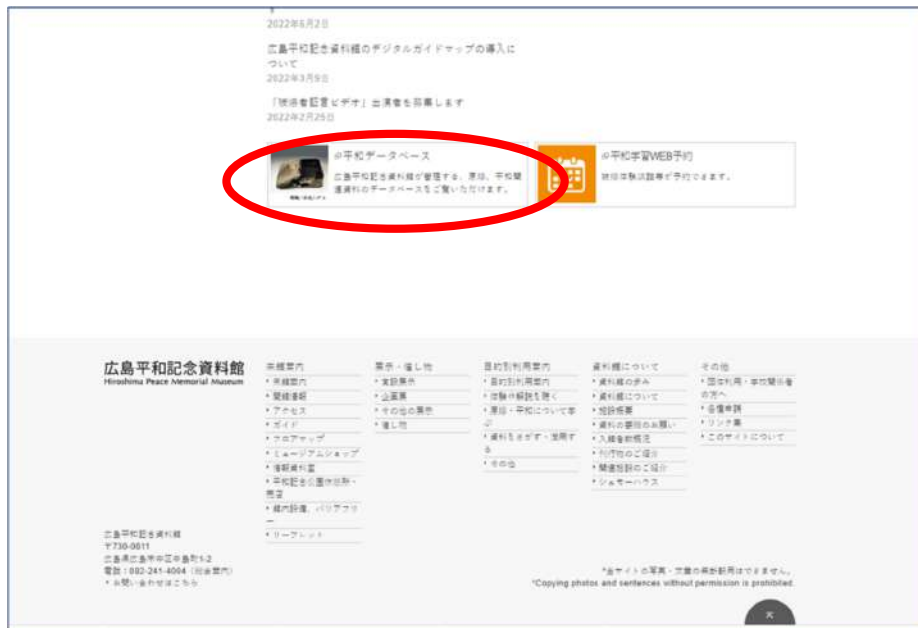 す
2022年6月2日
広島平和記念資料館のデジタルガイドマップの導入に
ついて
2022年3月9日
「被爆者証言ビデオ」出演者を募集します
2022年2月25日
平和データベース
広島平和記念資料館が管理する、原爆、平和関
連資料のデータベースをご覧いただけます。
平和学習WEB予約
被爆体験講話等が予約できます。
広島平和記念資料館
Hiroshima Peace Memorial Museum
来館案内
・来館案内
・開館情報
・アクセス
・ガイド
・フロアマップ
・ミュージアムショップ
・情報資料室
・平和記念公園休憩所・
売店
・館内設備、バリアフリ
ー
・リーフレット
展示・催し物
・常設展示
・企画展
・その他の展示
・催し物
目的別利用案内
・目的別利用案内
・体験や解説を聴く
・原爆・平和について学
ぶ
・資料をさがす・活用す
る
・その他
資料館について
・資料館の歩み
・資料館について
・施設概要
・資料の寄贈のお願い
・入館者数概況
・刊行物のご紹介
・関連施設のご紹介
・シュモーハウス
その他
・団体利用・学校関係者
の方へ
・各種申請
・リンク集
・このサイトについて
広島平和記念資料館
〒730-0811
広島県広島市中区中島町1-2
電話：082-241-4004（総合案内）
・お問い合わせはこちら
*当サイトの写真・文章の無断転用はできません。
*Copying photos and sentences without permission is prohibited.